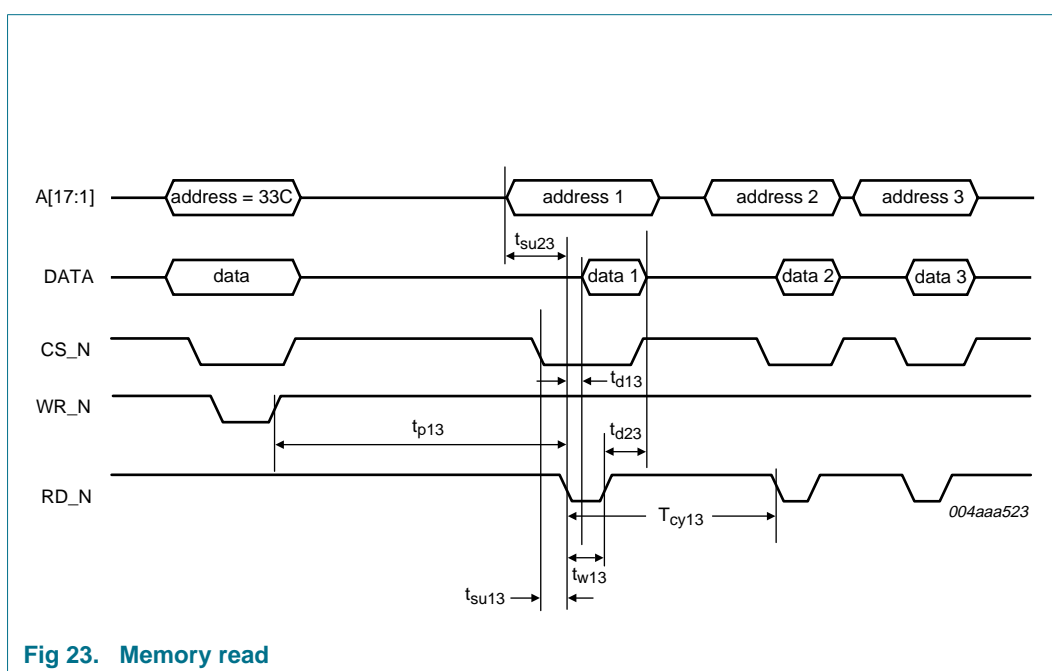 A[17:1]
address = 33C
address 1
address 2
address 3
tsu23
DATA
data
data 1
data 2
data 3
CS_N
td13
WR_N
tp13
td23
RD_N
004aaa523
Tcy13
tw13
tsu13
Fig 23. Memory read